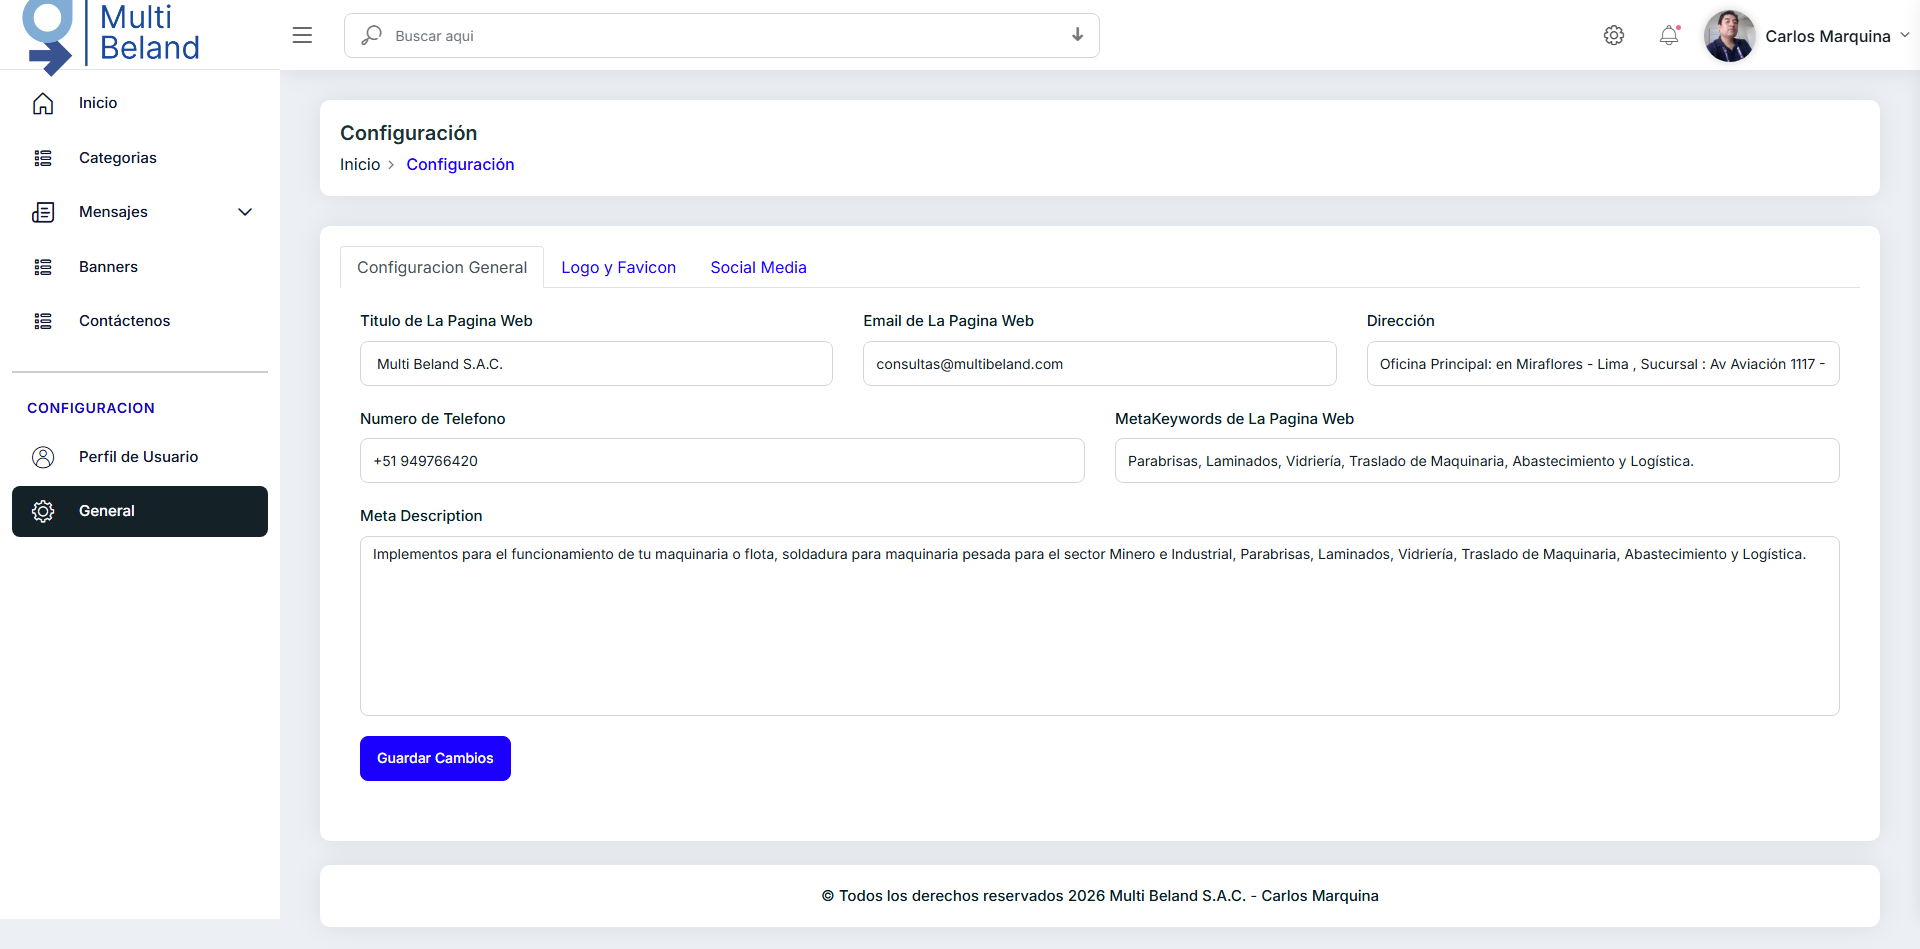 Multi
Beland
Buscar aqui
Carlos Marquina
Inicio
Categorias
Mensajes
Banners
Contáctenos
CONFIGURACION
Perfil de Usuario
General
Configuración
Inicio > Configuración
Configuracion General
Logo y Favicon
Social Media
Titulo de La Pagina Web
Multi Beland S.A.C.
Email de La Pagina Web
consultas@multibeland.com
Dirección
Oficina Principal: en Miraflores - Lima , Sucursal : Av Aviación 1117 -
Numero de Telefono
+51 949766420
MetaKeywords de La Pagina Web
Parabrisas, Laminados, Vidriería, Traslado de Maquinaria, Abastecimiento y Logística.
Meta Description
Implementos para el funcionamiento de tu maquinaria o flota, soldadura para maquinaria pesada para el sector Minero e Industrial, Parabrisas, Laminados, Vidriería, Traslado de Maquinaria, Abastecimiento y Logística.
Guardar Cambios
© Todos los derechos reservados 2026 Multi Beland S.A.C. - Carlos Marquina